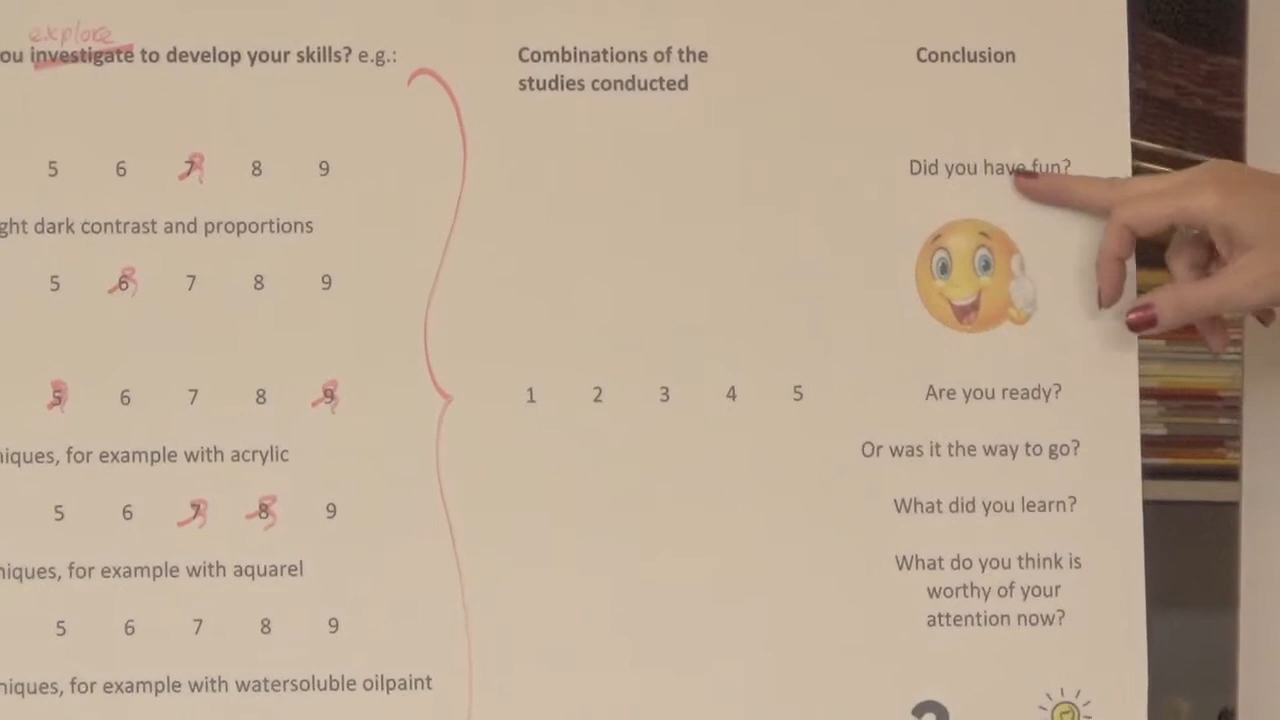 explore
ou investigate to develop your skills? e.g.:
5 6 7 8 9
ght dark contrast and proportions
5 6 7 8 9
5 6 7 8 9
niques, for example with acrylic
5 6 7 8 9
niques, for example with aquarel
5 6 7 8 9
niques, for example with watersoluble oilpaint
Combinations of the
studies conducted
1 2 3 4 5
Conclusion
Did you have fun?
Are you ready?
Or was it the way to go?
What did you learn?
What do you think is
worthy of your
attention now?
?